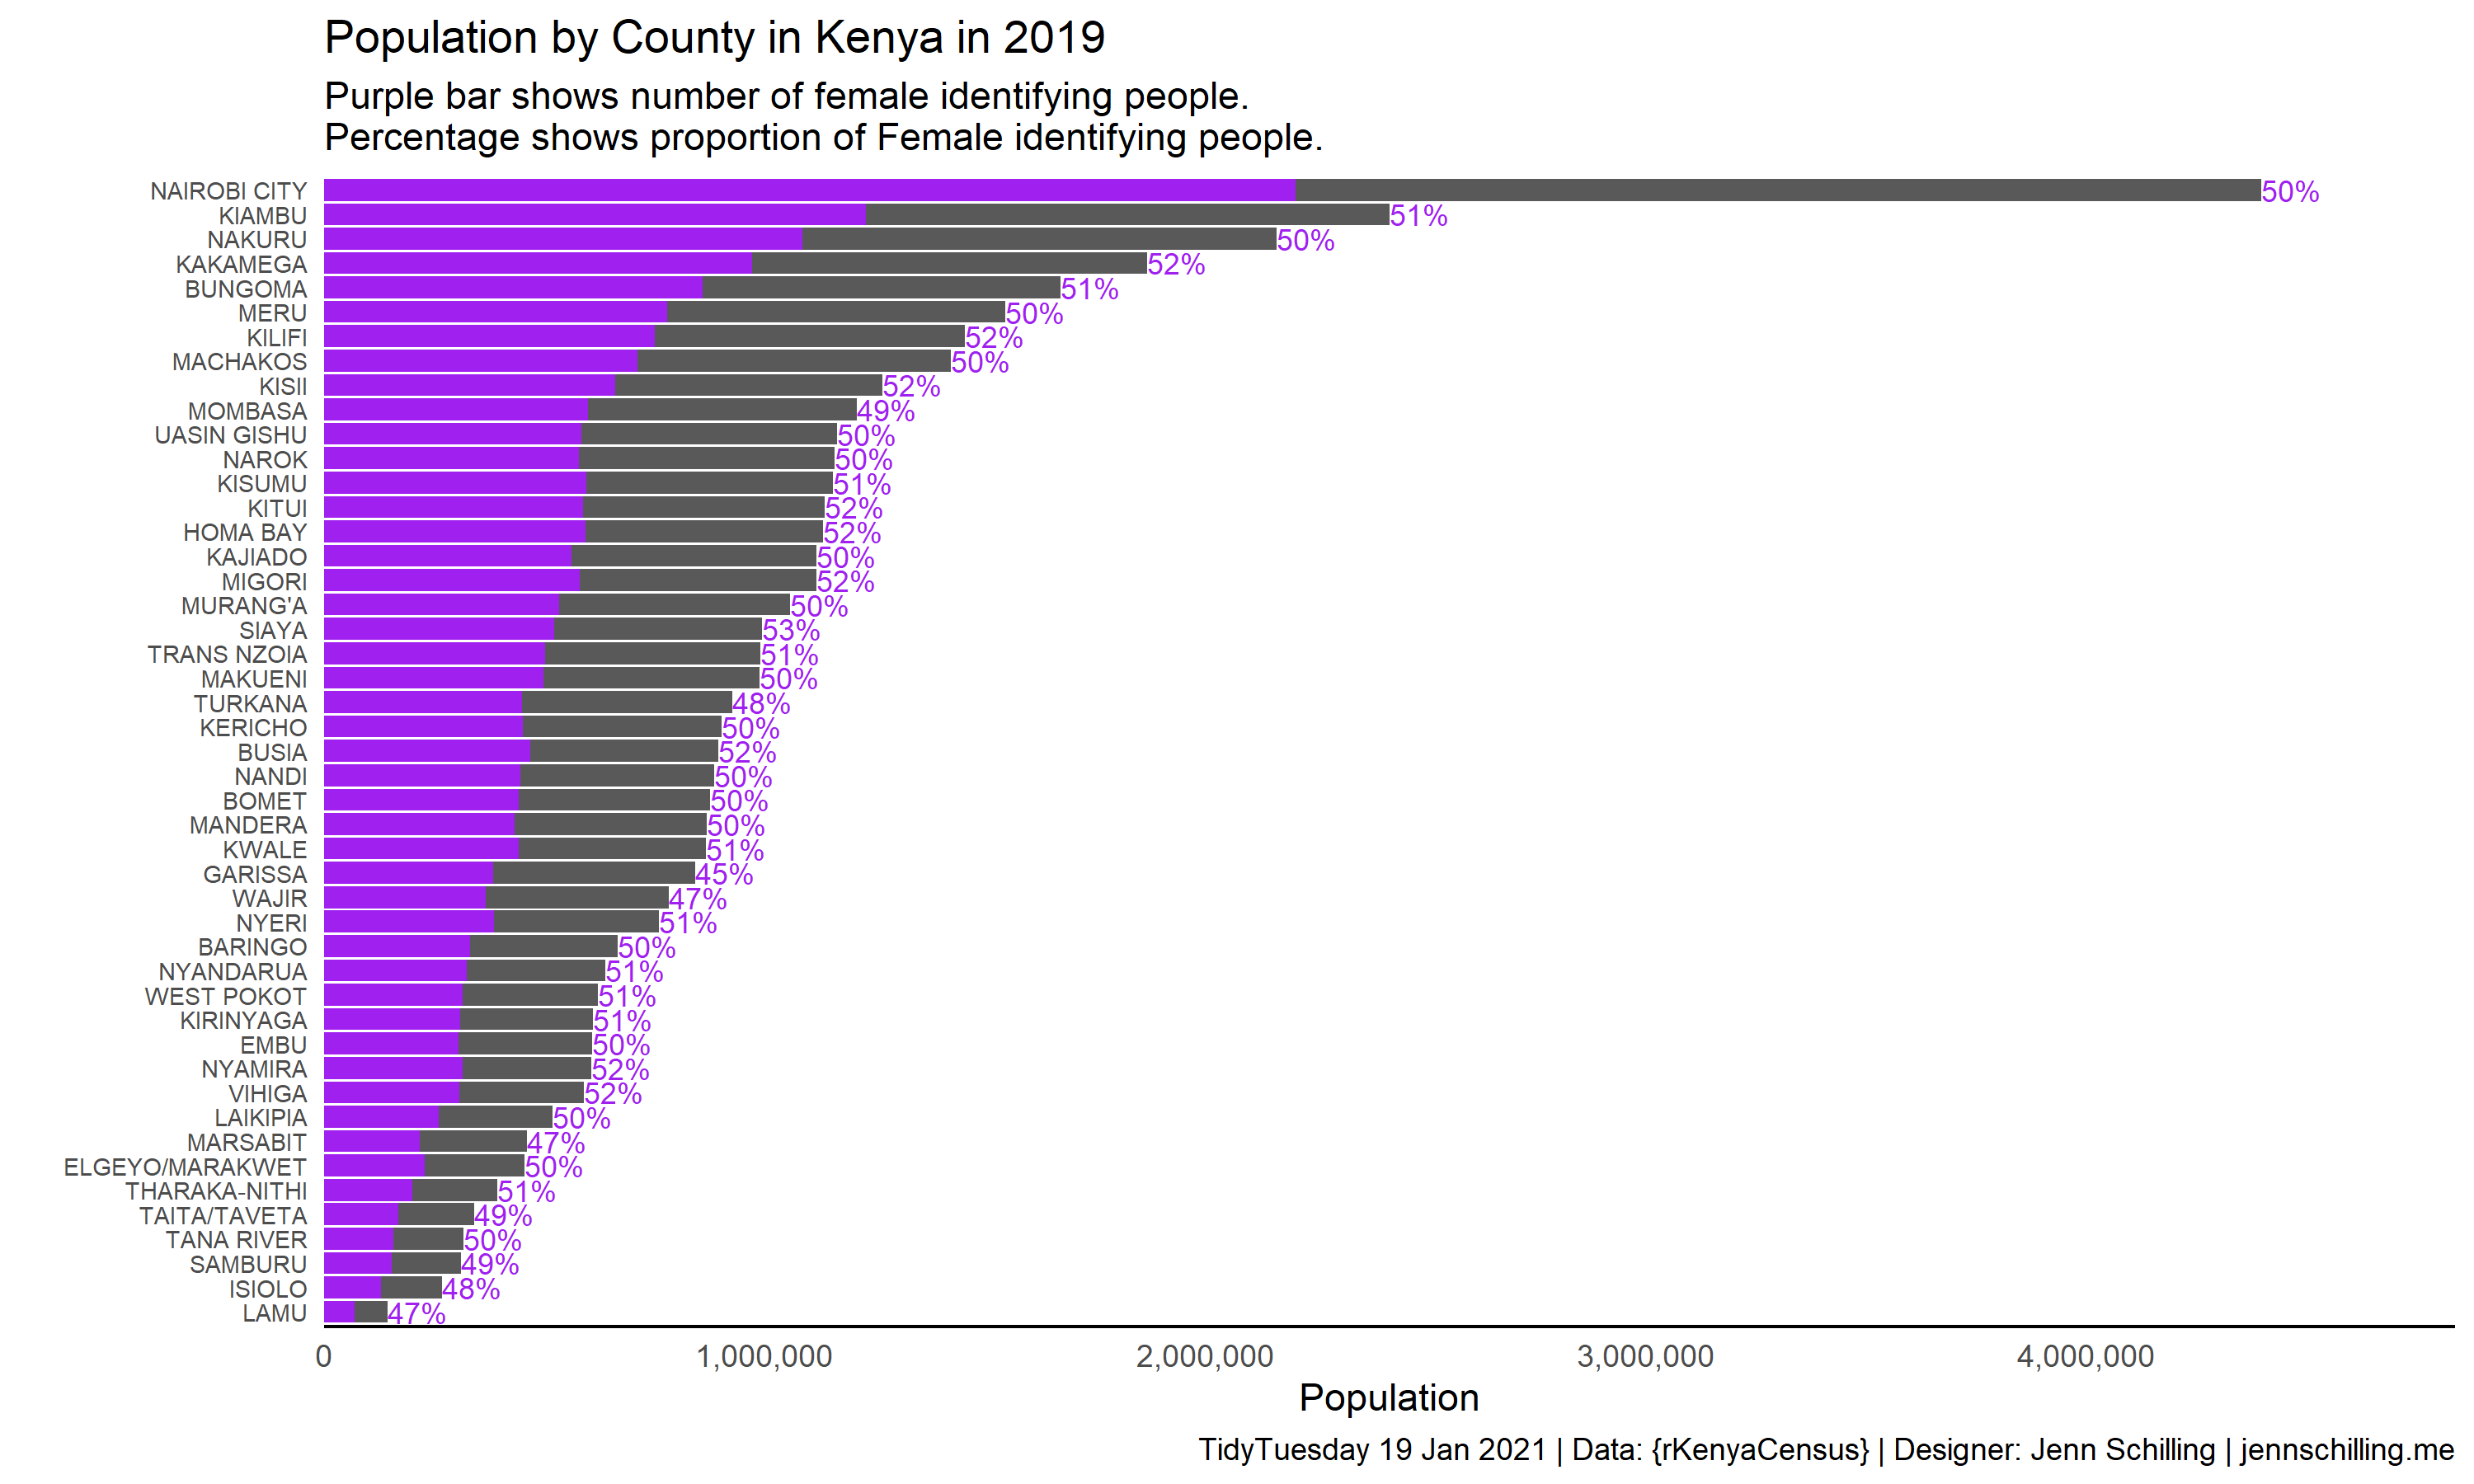 Population by County in Kenya in 2019
Purple bar shows number of female identifying people.
Percentage shows proportion of Female identifying people.
NAIROBI CITY 50%
KIAMBU 51%
NAKURU 50%
KAKAMEGA 52%
BUNGOMA 51%
MERU 50%
KILIFI 52%
MACHAKOS 50%
KISII 52%
MOMBASA 49%
UASIN GISHU 50%
NAROK 50%
KISUMU 51%
KITUI 52%
HOMA BAY 52%
KAJIADO 50%
MIGORI 52%
MURANG'A 50%
SIAYA 53%
TRANS NZOIA 51%
MAKUENI 50%
TURKANA 48%
KERICHO 50%
BUSIA 52%
NANDI 50%
BOMET 50%
MANDERA 50%
KWALE 51%
GARISSA 45%
WAJIR 47%
NYERI 51%
BARINGO 50%
NYANDARUA 51%
WEST POKOT 51%
KIRINYAGA 51%
EMBU 50%
NYAMIRA 52%
VIHIGA 52%
LAIKIPIA 50%
MARSABIT 47%
ELGEYO/MARAKWET 50%
THARAKA-NITHI 51%
TAITA/TAVETA 49%
TANA RIVER 50%
SAMBURU 49%
ISIOLO 48%
LAMU 47%
0 1,000,000 2,000,000 3,000,000 4,000,000
Population
TidyTuesday 19 Jan 2021 | Data: {rKenyaCensus} | Designer: Jenn Schilling | jennschilling.me